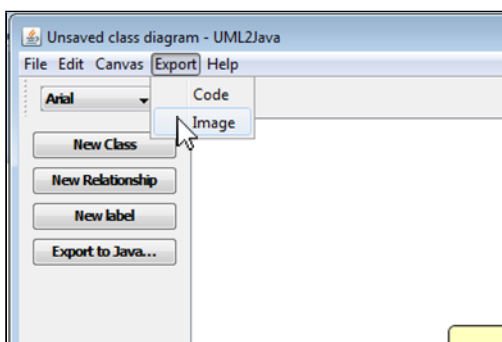 Unsaved class diagram - UML2Java
File Edit Canvas Export Help
Arial
Code
Image
New Class
New Relationship
New label
Export to Java...